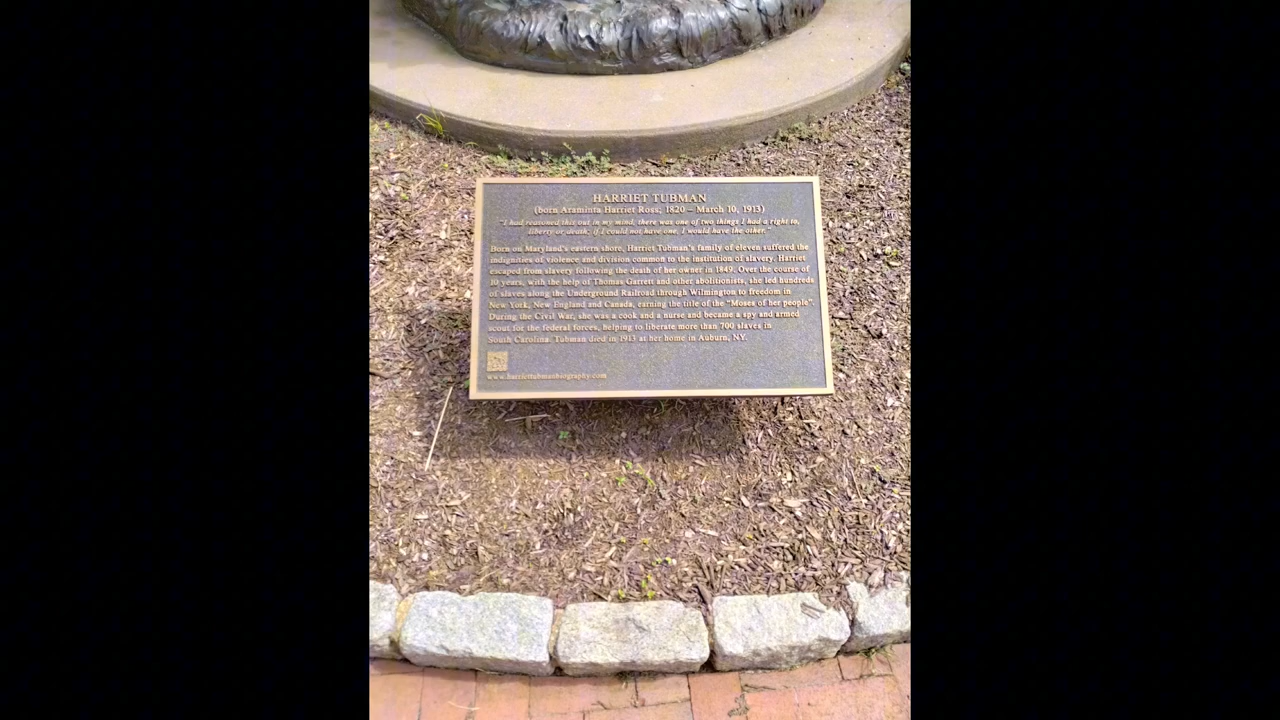 HARRIET TUBMAN
(born Araminta Harriet Ross; 1820 – March 10, 1913)
"I had reasoned this out in my mind, there was one of two things I had a right to,
liberty or death; if I could not have one, I would have the other."
Born on Maryland's eastern shore, Harriet Tubman's family of eleven suffered the
indignities of violence and division common to the institution of slavery. Harriet
escaped from slavery following the death of her owner in 1849. Over the course of
10 years, with the help of Thomas Garrett and other abolitionists, she led hundreds
of slaves along the Underground Railroad through Wilmington to freedom in
New York, New England and Canada, earning the title of the "Moses of her people".
During the Civil War, she was a cook and a nurse and became a spy and armed
scout for the federal forces, helping to liberate more than 700 slaves in
South Carolina. Tubman died in 1913 at her home in Auburn, NY.
www.harriettubmanbiography.com